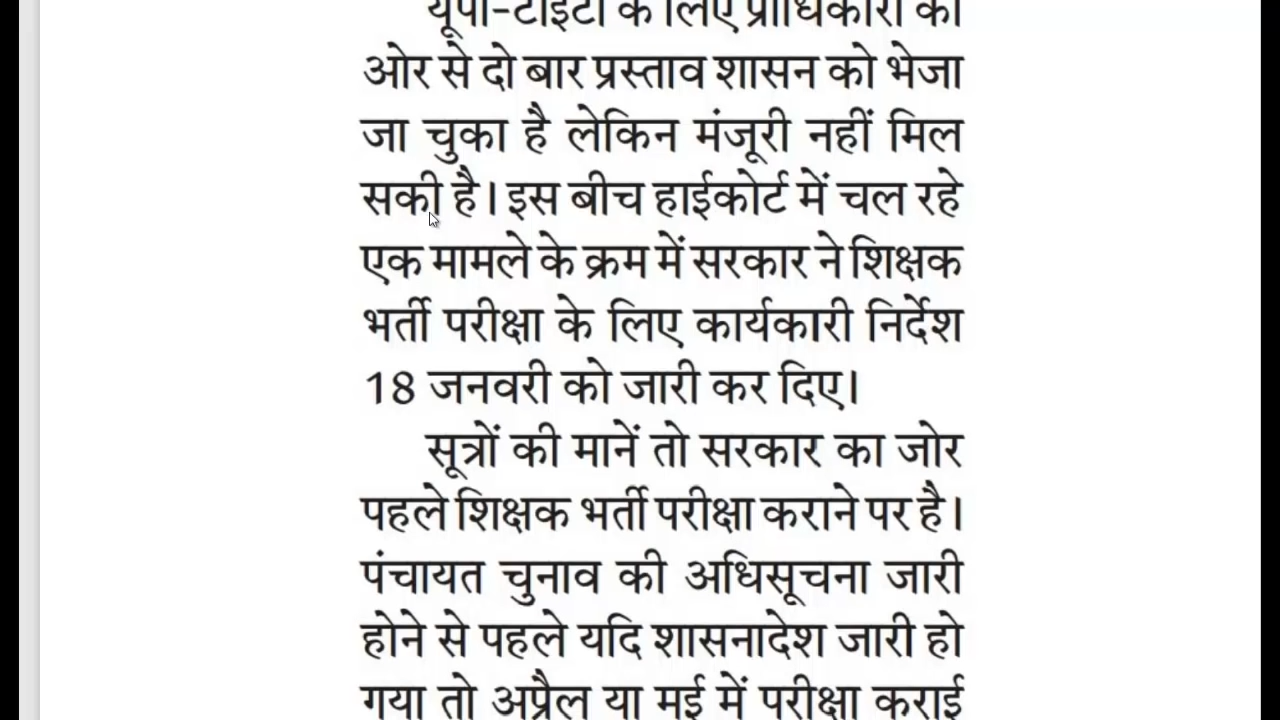 यूपी-टीईटी के लिए प्राधिकारी की
ओर से दो बार प्रस्ताव शासन को भेजा
जा चुका है लेकिन मंजूरी नहीं मिल
सकी है। इस बीच हाईकोर्ट में चल रहे
एक मामले के क्रम में सरकार ने शिक्षक
भर्ती परीक्षा के लिए कार्यकारी निर्देश
18 जनवरी को जारी कर दिए।
सूत्रों की मानें तो सरकार का जोर
पहले शिक्षक भर्ती परीक्षा कराने पर है।
पंचायत चुनाव की अधिसूचना जारी
होने से पहले यदि शासनादेश जारी हो
गया तो अप्रैल या मई में परीक्षा कराई